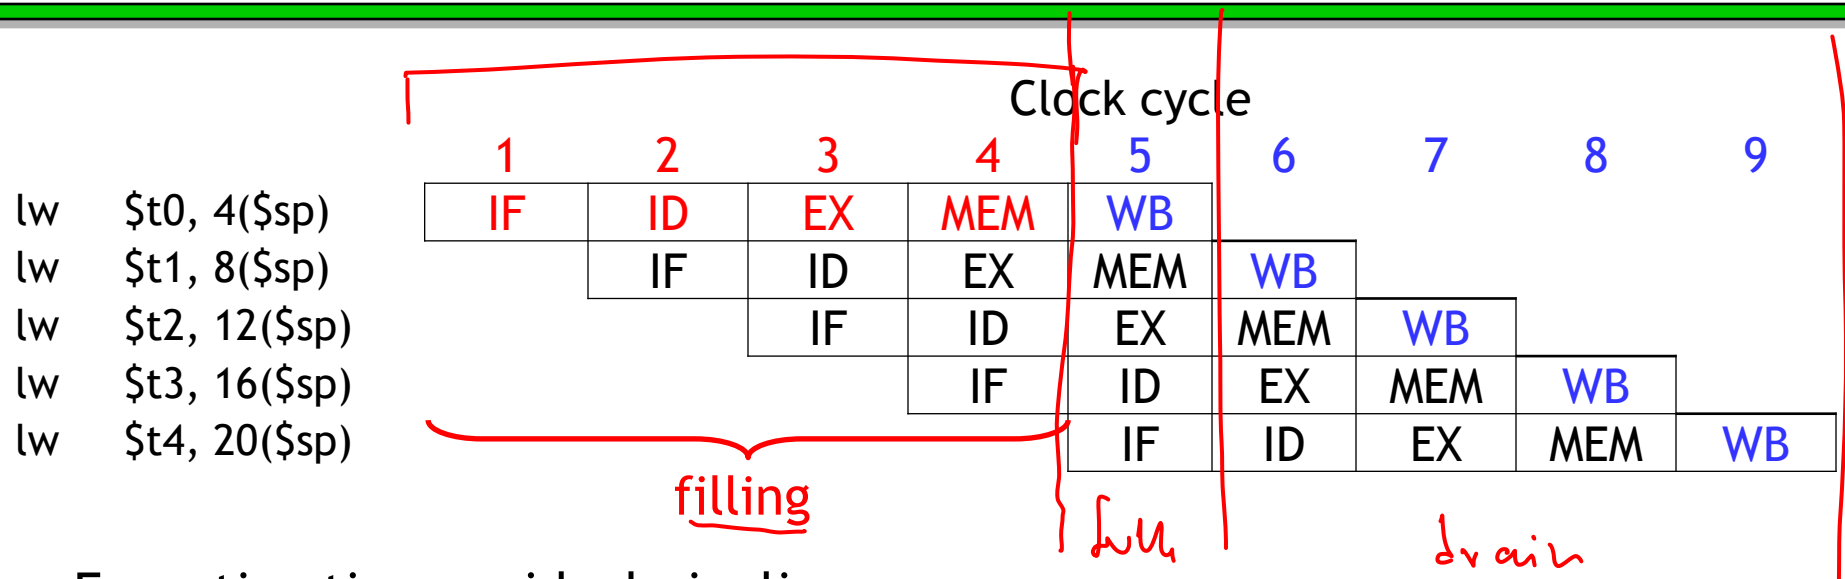 Clock cycle
1 2 3 4 5 6 7 8 9
lw $t0, 4($sp) IF ID EX MEM WB
lw $t1, 8($sp) IF ID EX MEM WB
lw $t2, 12($sp) IF ID EX MEM WB
lw $t3, 16($sp) IF ID EX MEM WB
lw $t4, 20($sp) IF ID EX MEM WB
filling
full
drain